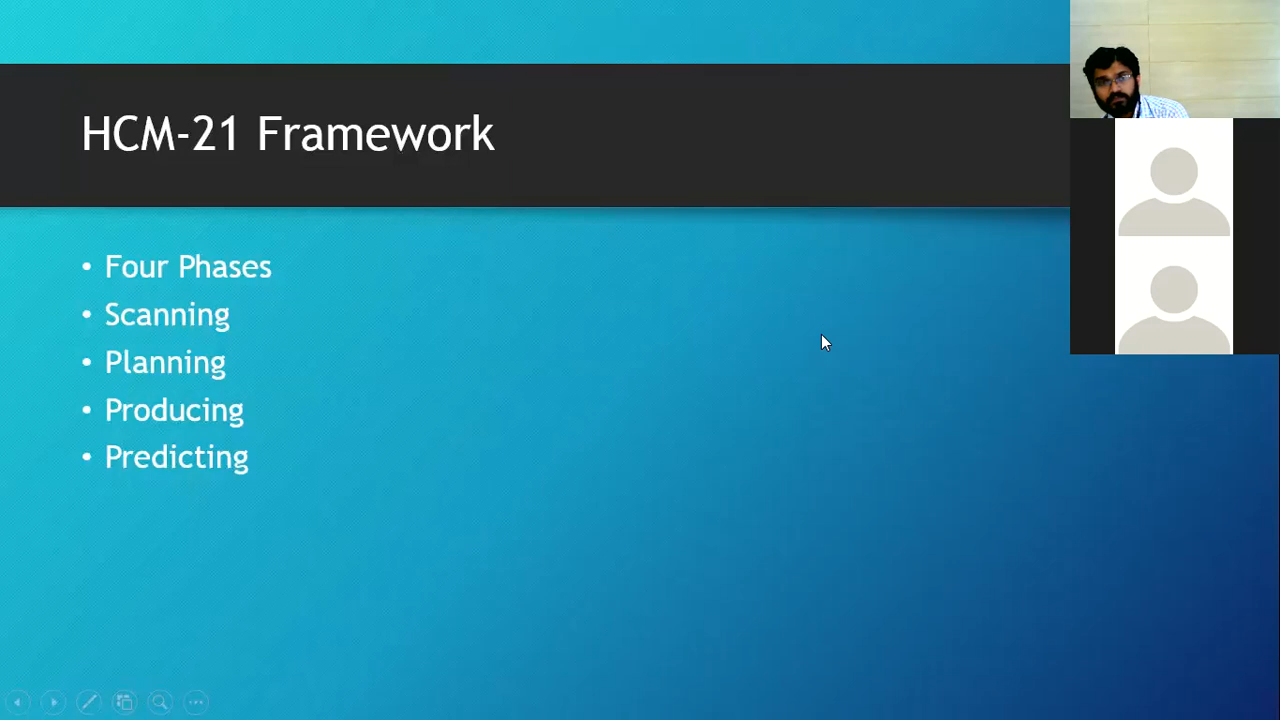 HCM-21 Framework
• Four Phases
• Scanning
• Planning
• Producing
• Predicting